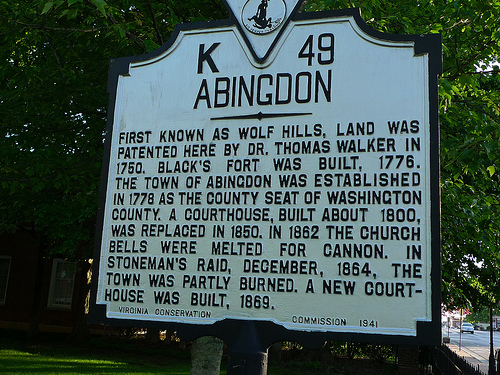 K 49
ABINGDON
FIRST KNOWN AS WOLF HILLS, LAND WAS
PATENTED HERE BY DR. THOMAS WALKER IN
1750. BLACK'S FORT WAS BUILT, 1776.
THE TOWN OF ABINGDON WAS ESTABLISHED
IN 1778 AS THE COUNTY SEAT OF WASHINGTON
COUNTY. A COURTHOUSE, BUILT ABOUT 1800,
WAS REPLACED IN 1850. IN 1862 THE CHURCH
BELLS WERE MELTED FOR CANNON. IN
STONEMAN'S RAID, DECEMBER, 1864, THE
TOWN WAS PARTLY BURNED. A NEW COURT-
HOUSE WAS BUILT, 1869.
VIRGINIA CONSERVATION COMMISSION 1941